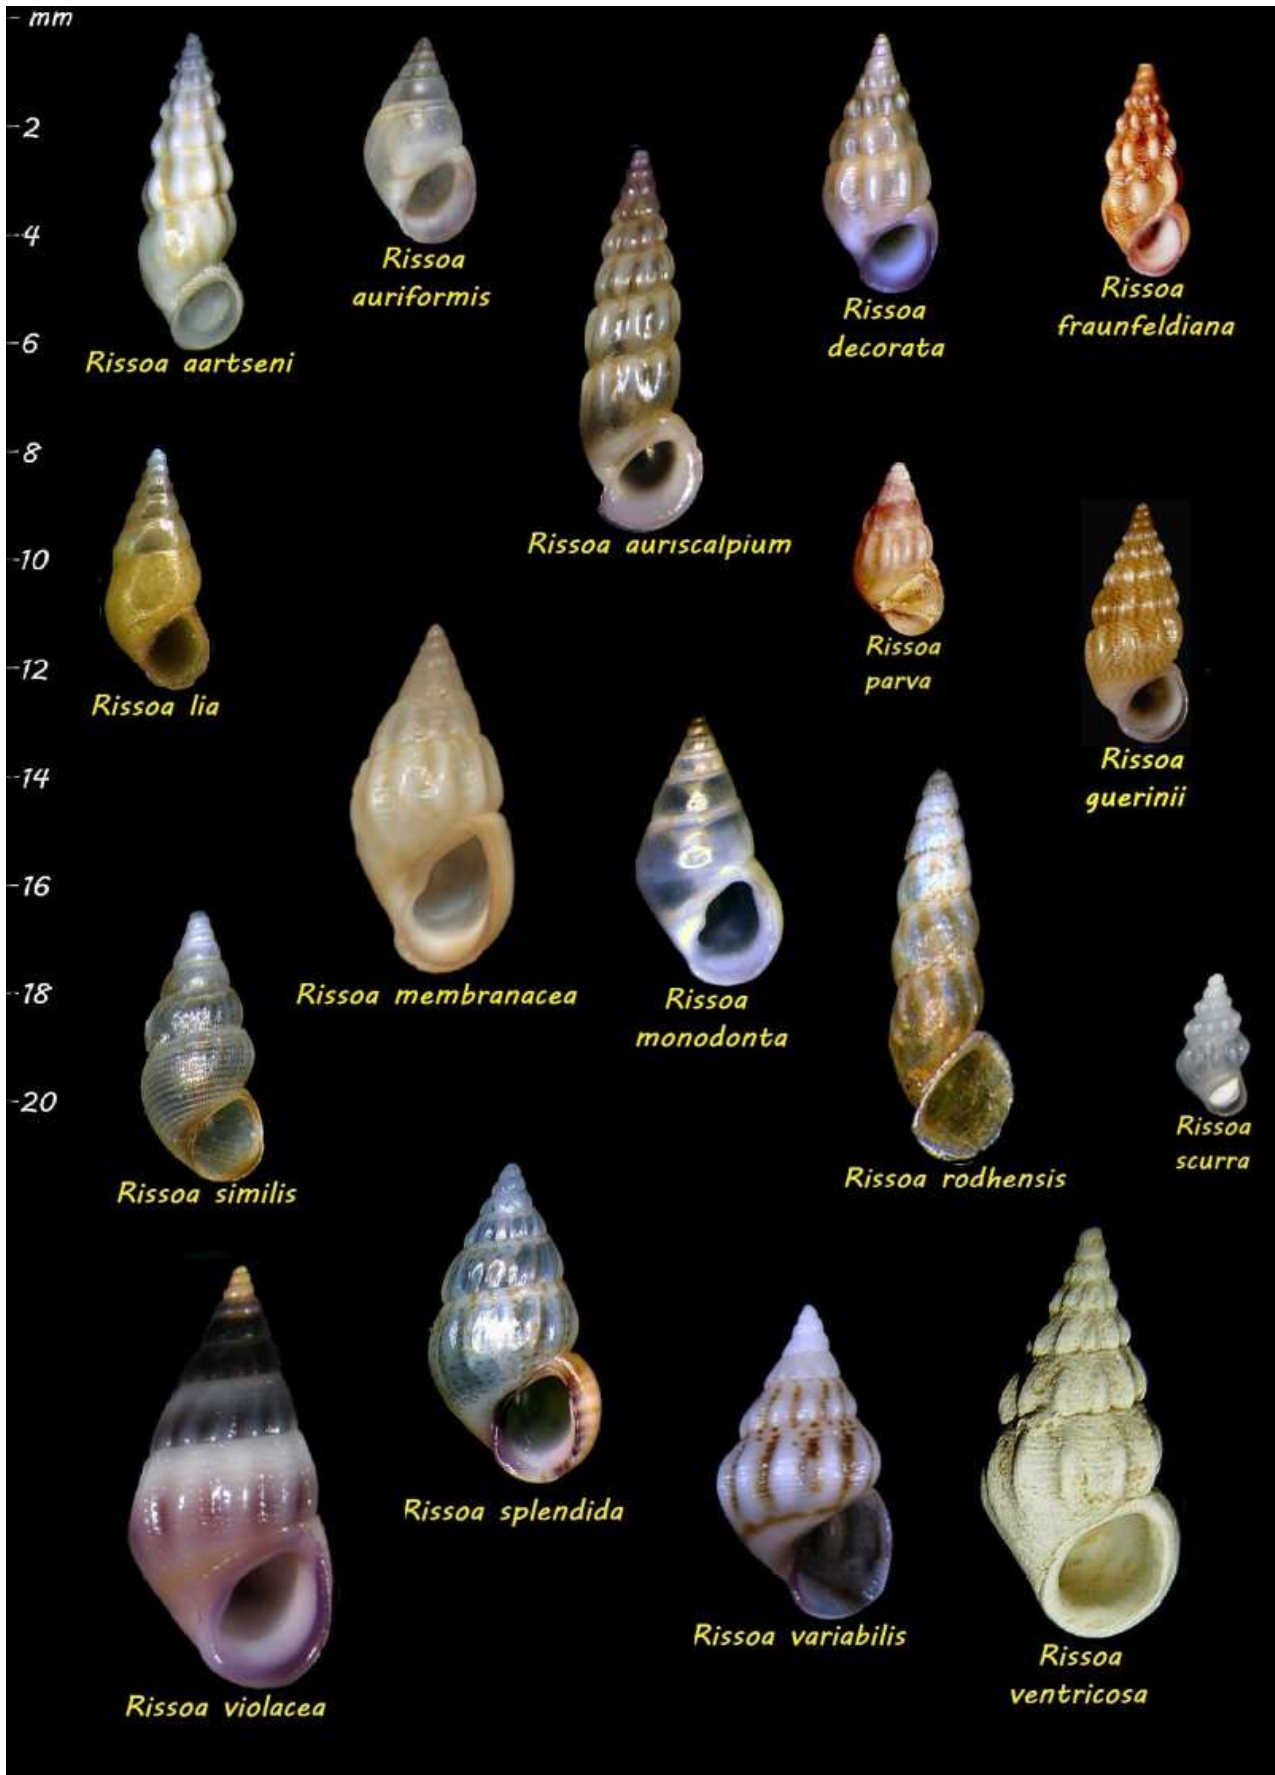 mm
2
4
6
8
10
12
14
16
18
20
Rissoa aartseni
Rissoa
auriformis
Rissoa auriscalpium
Rissoa
decorata
Rissoa
fraunfeldiana
Rissoa lia
Rissoa
parva
Rissoa
guerinii
Rissoa membranacea
Rissoa
monodonta
Rissoa rodhensis
Rissoa
scurra
Rissoa similis
Rissoa splendida
Rissoa variabilis
Rissoa
ventricosa
Rissoa violacea